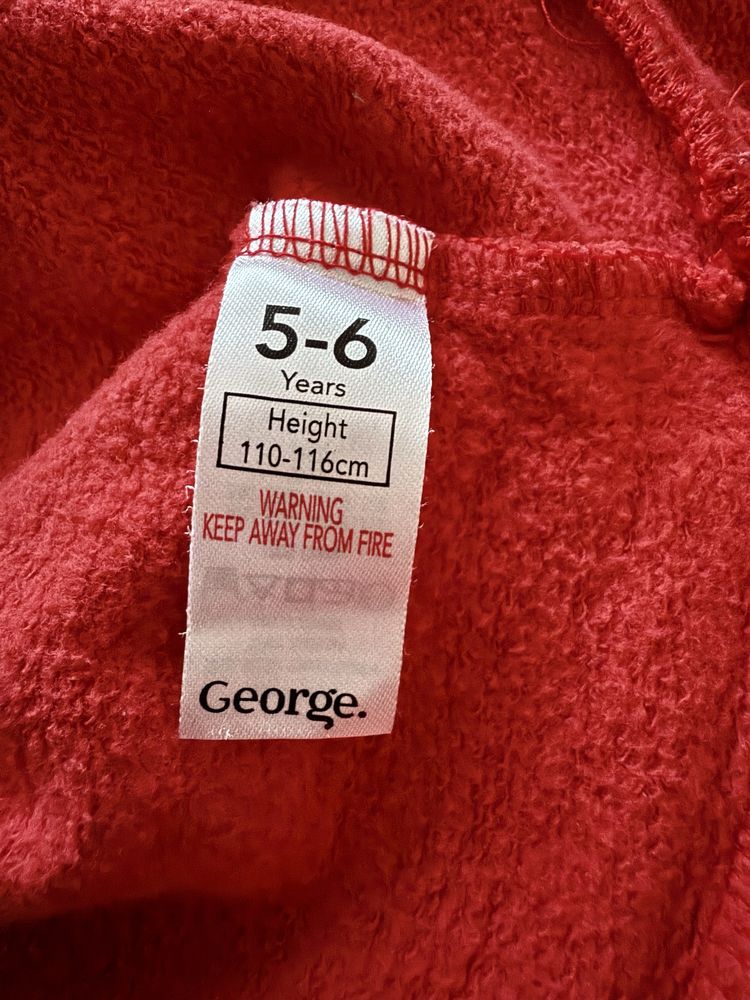 5-6
Years
Height
110-116cm
WARNING
KEEP AWAY FROM FIRE
George.